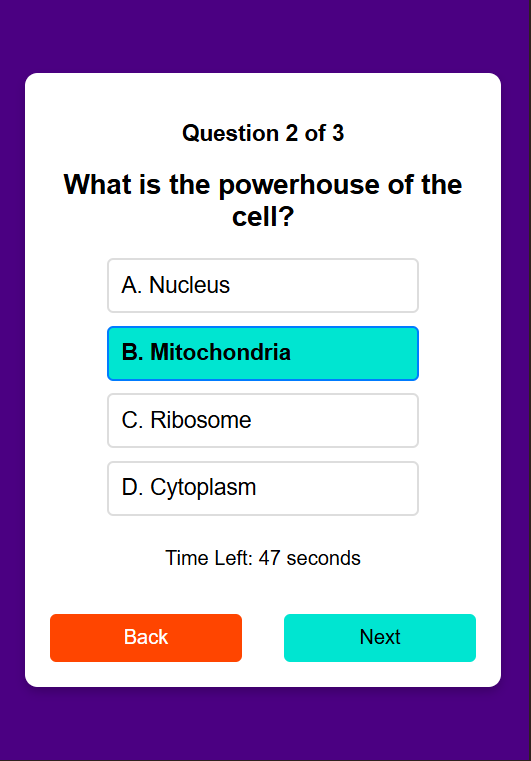 Question 2 of 3
What is the powerhouse of the
cell?
A. Nucleus
B. Mitochondria
C. Ribosome
D. Cytoplasm
Time Left: 47 seconds
Back
Next